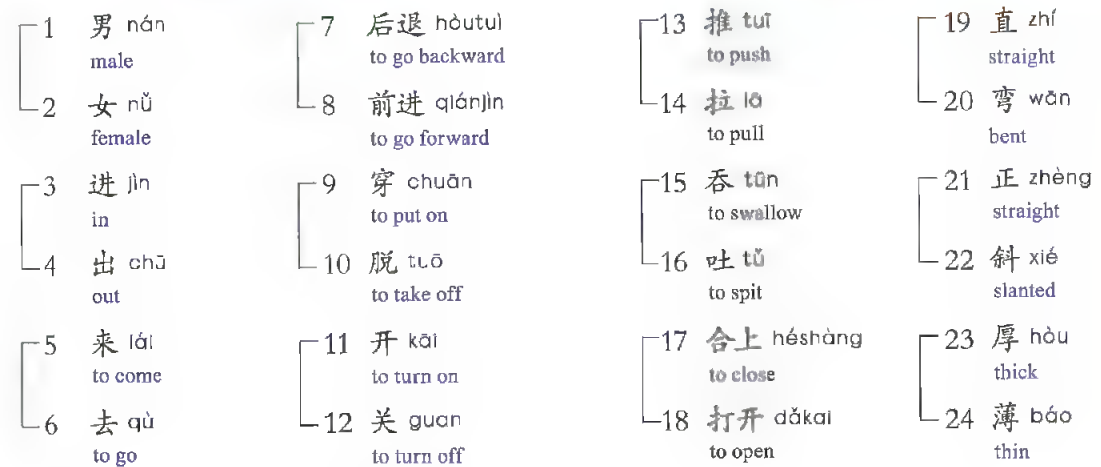 1 男 nán
male
2 女 nǚ
female
3 进 jìn
in
4 出 chū
out
5 来 lái
to come
6 去 qù
to go
7 后退 hòutuì
to go backward
8 前进 qiánjìn
to go forward
9 穿 chuān
to put on
10 脱 tuō
to take off
11 开 kāi
to turn on
12 关 guan
to turn off
13 推 tuī
to push
14 拉 lā
to pull
15 吞 tūn
to swallow
16 吐 tǔ
to spit
17 合上 héshàng
to close
18 打开 dǎkai
to open
19 直 zhí
straight
20 弯 wān
bent
21 正 zhèng
straight
22 斜 xié
slanted
23 厚 hòu
thick
24 薄 báo
thin